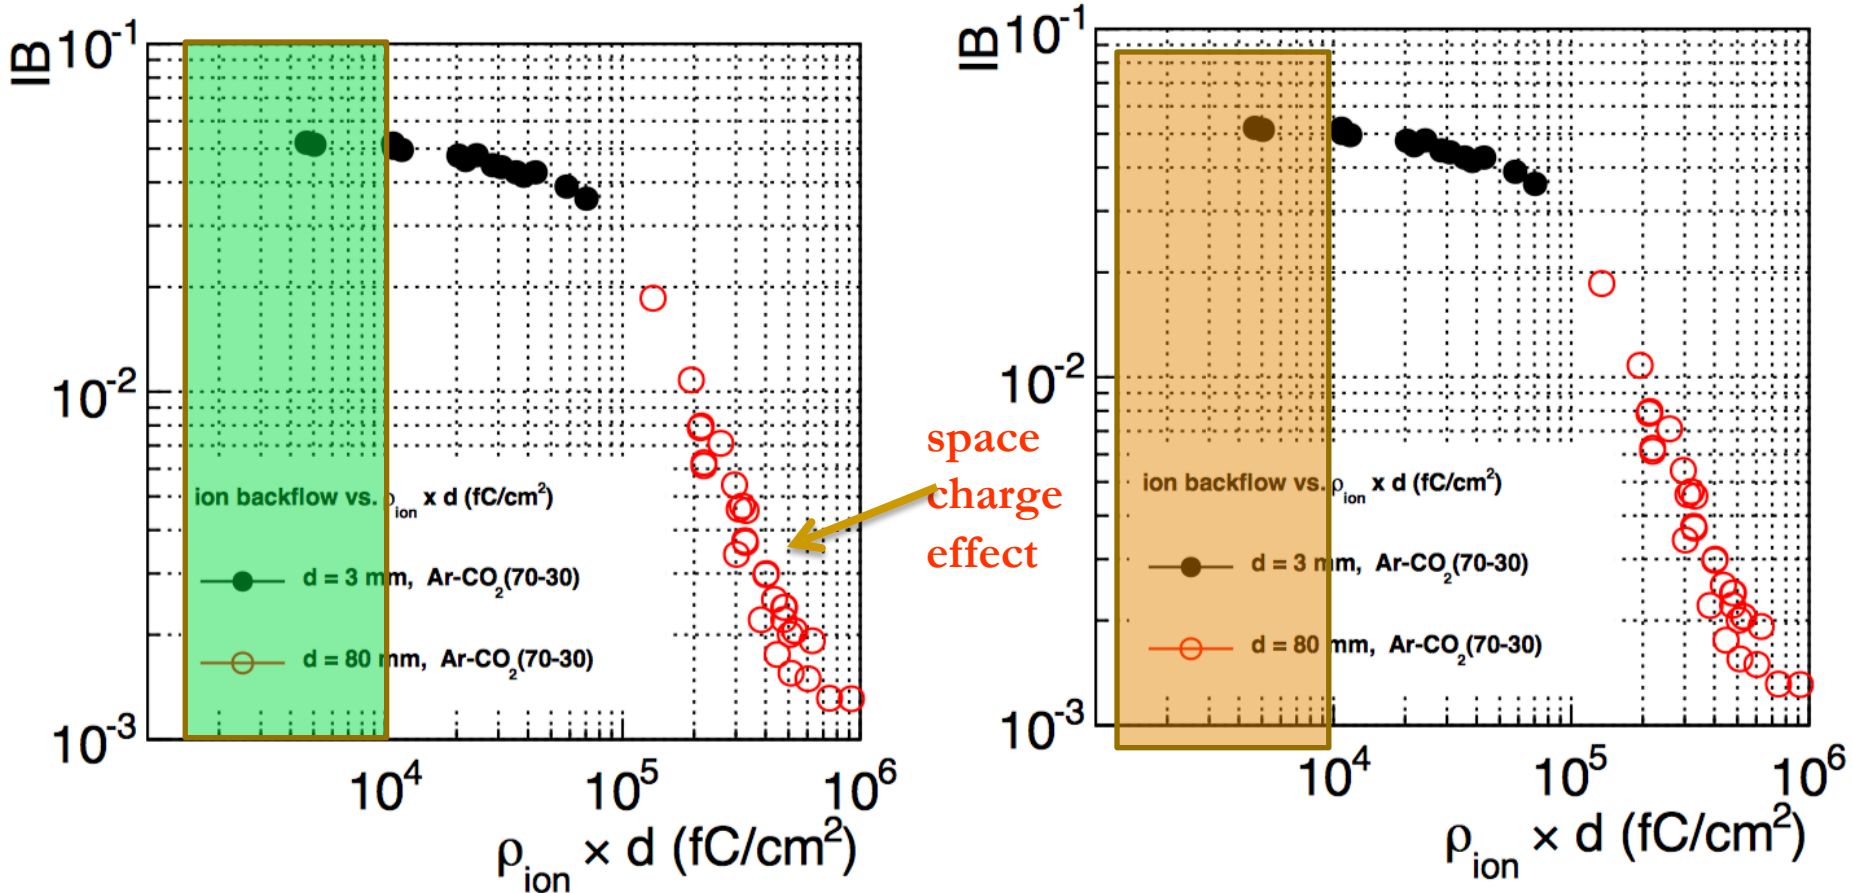 IB
10⁻¹
10⁻²
10⁻³
ion backflow vs. ρ_ion x d (fC/cm²)
d = 3 mm, Ar-CO₂(70-30)
d = 80 mm, Ar-CO₂(70-30)
10⁴ 10⁵ 10⁶
ρ_ion × d (fC/cm²)
space
charge
effect
IB
10⁻¹
10⁻²
10⁻³
ion backflow vs. ρ_ion x d (fC/cm²)
d = 3 mm, Ar-CO₂(70-30)
d = 80 mm, Ar-CO₂(70-30)
10⁴ 10⁵ 10⁶
ρ_ion × d (fC/cm²)